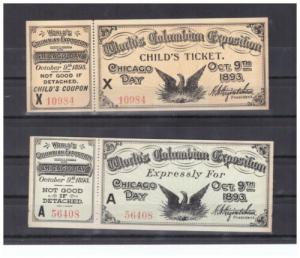 WORLD'S
COLUMBIAN EXPOSITION
CHICAGO DAY
October 9th 1893.
NOT GOOD IF
DETACHED.
CHILD'S COUPON
X 10984
World's Columbian Exposition
CHILD'S TICKET.
CHICAGO DAY
OCT. 9TH 1893.
X 10984
PRESIDENT
WORLD'S
COLUMBIAN EXPOSITION
CHICAGO DAY
October 9th 1893.
NOT GOOD
IF
DETACHED.
A 56408
World's Columbian Exposition
Expressly For
CHICAGO DAY
OCT. 9TH 1893.
A 56408
PRESIDENT